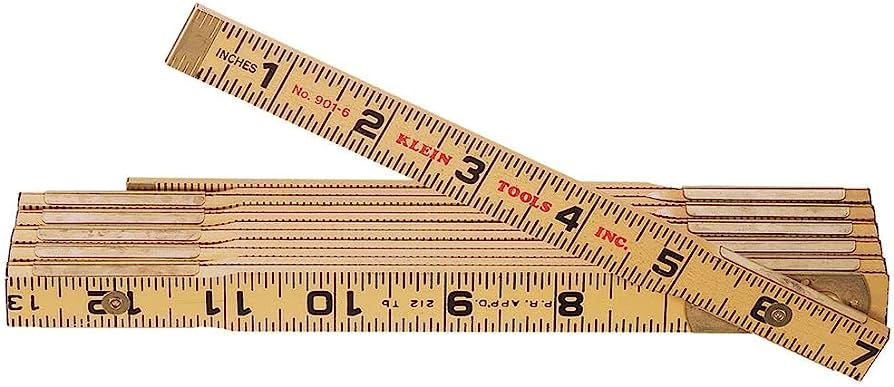 INCHES 1 2 3 4 5 6 7
No. 901-6 KLEIN TOOLS INC.
13 12 11 10 9 8
P.R. APP'D. 212 Tb